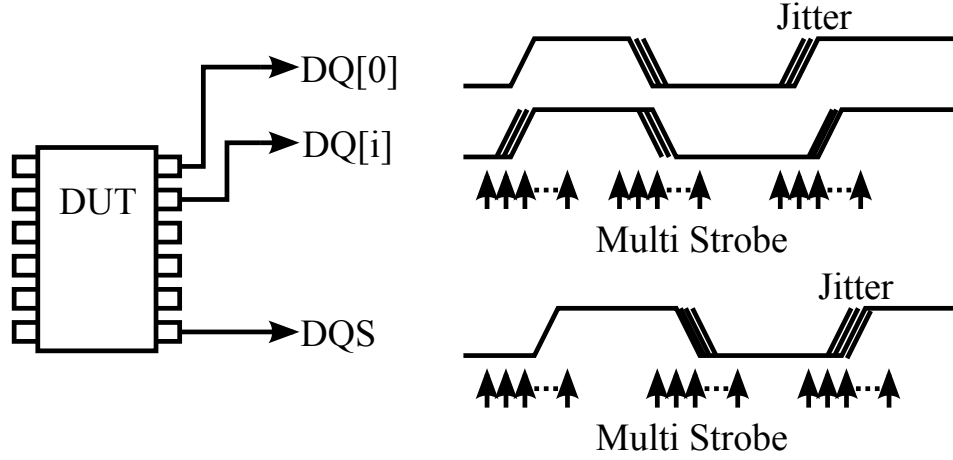 Jitter
DQ[0]
DQ[i]
DUT
Multi Strobe
Jitter
DQS
Multi Strobe